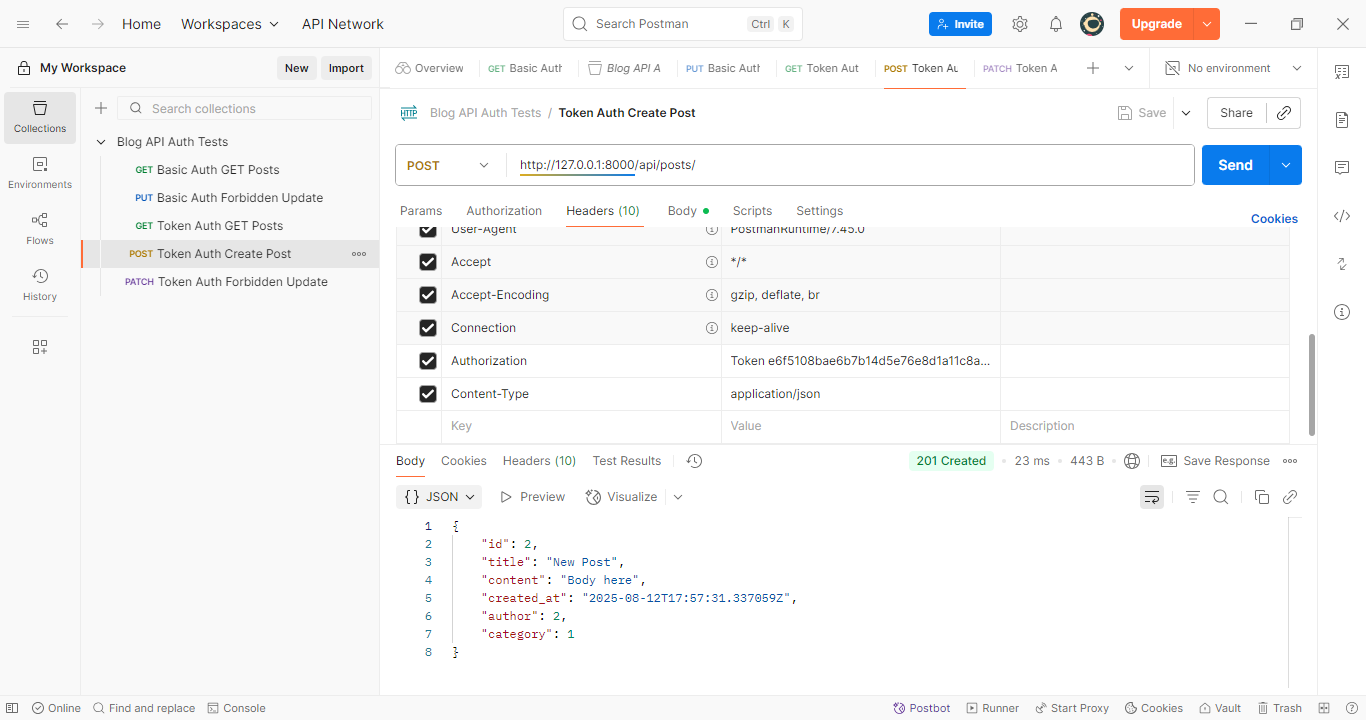 Home Workspaces API Network Search Postman Ctrl K Invite Upgrade
My Workspace New Import
Overview GET Basic Auth Blog API A PUT Basic Auth GET Token Aut POST Token Au PATCH Token A No environment
Collections
Environments
Flows
History
Search collections
Blog API Auth Tests
GET Basic Auth GET Posts
PUT Basic Auth Forbidden Update
GET Token Auth GET Posts
POST Token Auth Create Post
PATCH Token Auth Forbidden Update
HTTP Blog API Auth Tests / Token Auth Create Post Save Share
POST http://127.0.0.1:8000/api/posts/ Send
Params Authorization Headers (10) Body Scripts Settings Cookies
User-Agent PostmanRuntime/7.45.0
Accept */*
Accept-Encoding gzip, deflate, br
Connection keep-alive
Authorization Token e6f5108bae6b7b14d5e76e8d1a11c8a...
Content-Type application/json
Key Value Description
Body Cookies Headers (10) Test Results 201 Created 23 ms 443 B e.g. Save Response
{} JSON Preview Visualize
1 {
2 "id": 2,
3 "title": "New Post",
4 "content": "Body here",
5 "created_at": "2025-08-12T17:57:31.337059Z",
6 "author": 2,
7 "category": 1
8 }
Online Find and replace Console Postbot Runner Start Proxy Cookies Vault Trash